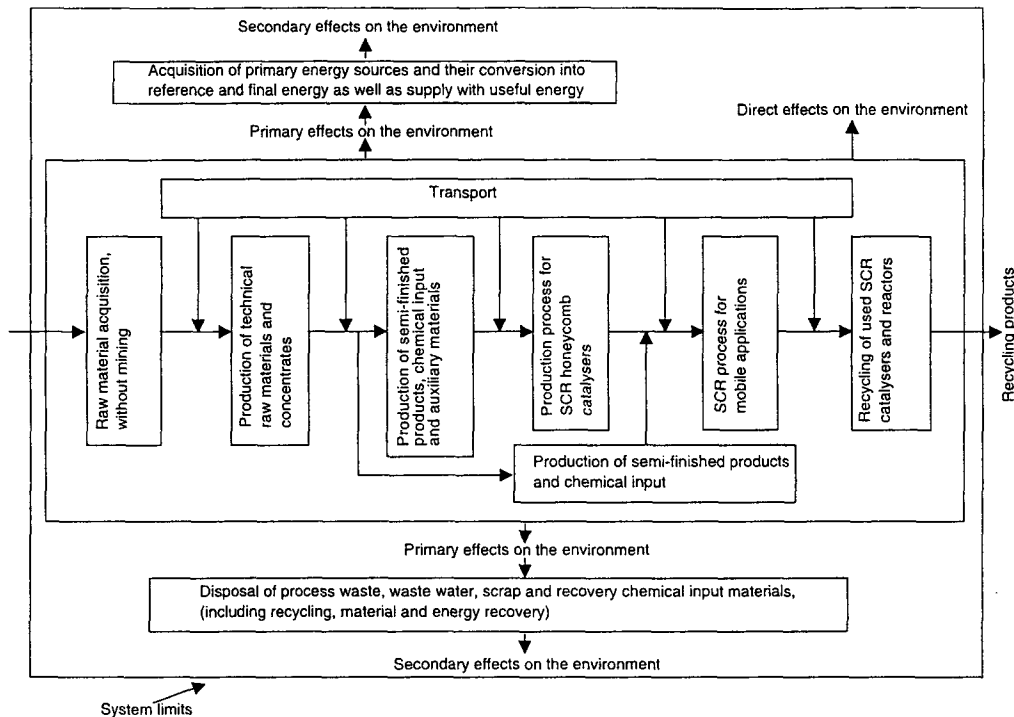 Secondary effects on the environment
Acquisition of primary energy sources and their conversion into
reference and final energy as well as supply with useful energy
Primary effects on the environment
Direct effects on the environment
Transport
Raw material acquisition,
without mining
Production of technical
raw materials and
concentrates
Production of semi-finished
products, chemical input
and auxiliary materials
Production process for
SCR honeycomb
catalysers
SCR process for
mobile applications
Recycling of used SCR
catalysers and reactors
Recycling products
Production of semi-finished products
and chemical input
Primary effects on the environment
Disposal of process waste, waste water, scrap and recovery chemical input materials,
(including recycling, material and energy recovery)
Secondary effects on the environment
System limits